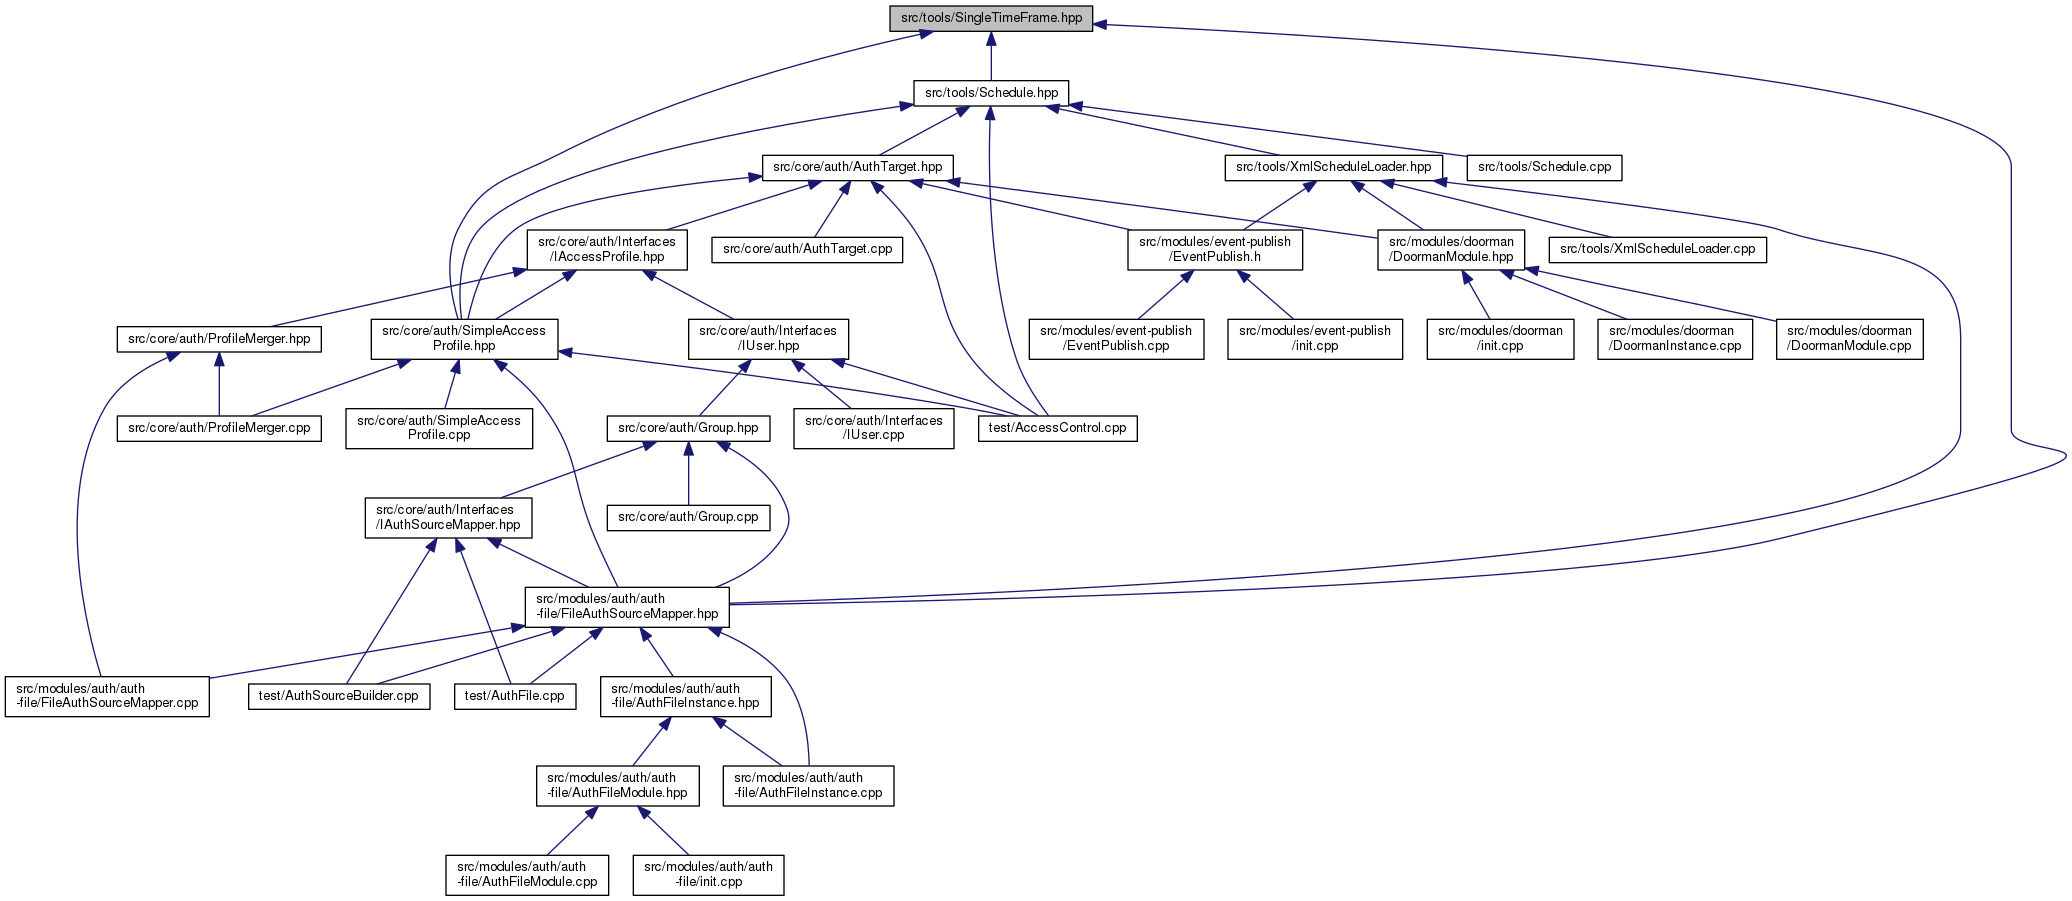 src/tools/SingleTimeFrame.hpp
src/tools/Schedule.hpp
src/core/auth/AuthTarget.hpp
src/tools/XmlScheduleLoader.hpp
src/tools/Schedule.cpp
src/core/auth/Interfaces
/IAccessProfile.hpp
src/core/auth/AuthTarget.cpp
src/modules/event-publish
/EventPublish.h
src/modules/doorman
/DoormanModule.hpp
src/tools/XmlScheduleLoader.cpp
src/core/auth/ProfileMerger.hpp
src/core/auth/SimpleAccess
Profile.hpp
src/core/auth/Interfaces
/IUser.hpp
src/modules/event-publish
/EventPublish.cpp
src/modules/event-publish
/init.cpp
src/modules/doorman
/init.cpp
src/modules/doorman
/DoormanInstance.cpp
src/modules/doorman
/DoormanModule.cpp
src/core/auth/ProfileMerger.cpp
src/core/auth/SimpleAccess
Profile.cpp
src/core/auth/Group.hpp
src/core/auth/Interfaces
/IUser.cpp
test/AccessControl.cpp
src/core/auth/Interfaces
/IAuthSourceMapper.hpp
src/core/auth/Group.cpp
src/modules/auth/auth
-file/FileAuthSourceMapper.hpp
src/modules/auth/auth
-file/FileAuthSourceMapper.cpp
test/AuthSourceBuilder.cpp
test/AuthFile.cpp
src/modules/auth/auth
-file/AuthFileInstance.hpp
src/modules/auth/auth
-file/AuthFileModule.hpp
src/modules/auth/auth
-file/AuthFileInstance.cpp
src/modules/auth/auth
-file/AuthFileModule.cpp
src/modules/auth/auth
-file/init.cpp